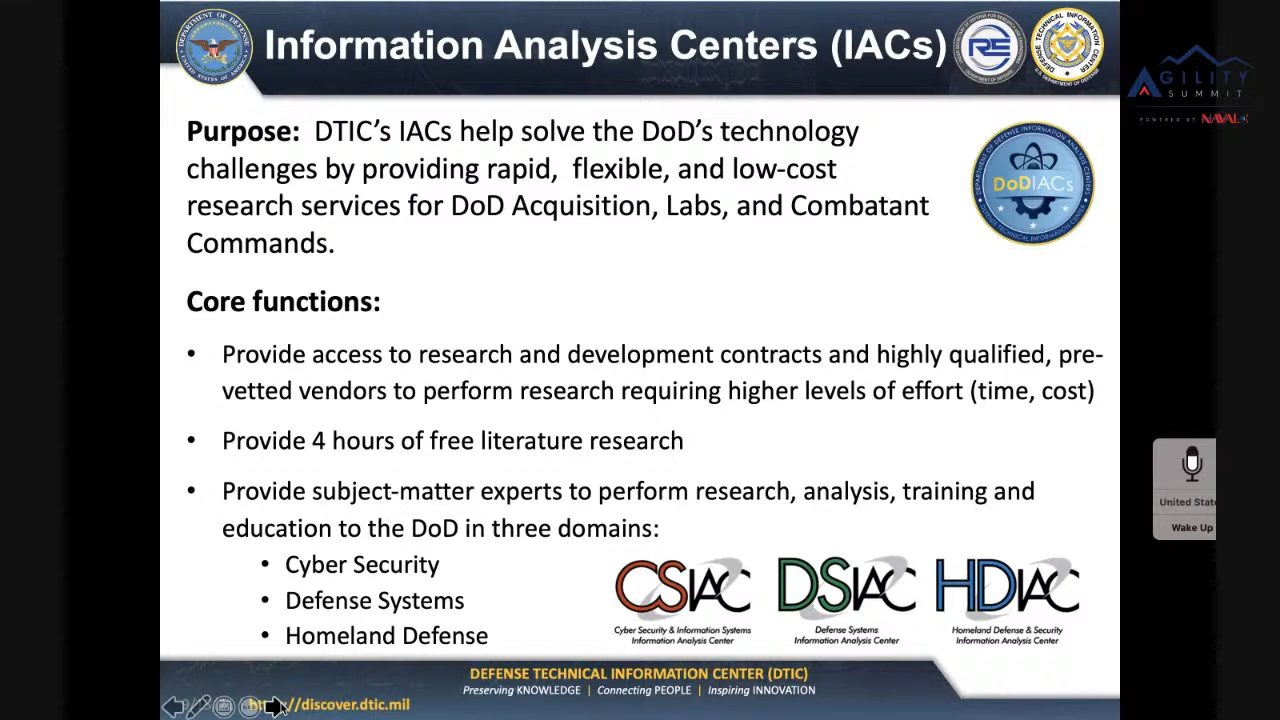 Information Analysis Centers (IACs)
AGILITY
SUMMIT
POWERED BY NAVALX
Purpose: DTIC’s IACs help solve the DoD’s technology
challenges by providing rapid, flexible, and low-cost
research services for DoD Acquisition, Labs, and Combatant
Commands.
DoDIACs
Core functions:
• Provide access to research and development contracts and highly qualified, pre-
vetted vendors to perform research requiring higher levels of effort (time, cost)
• Provide 4 hours of free literature research
• Provide subject-matter experts to perform research, analysis, training and
education to the DoD in three domains:
• Cyber Security
• Defense Systems
• Homeland Defense
CSIAC
Cyber Security & Information Systems
Information Analysis Center
DSIAC
Defense Systems
Information Analysis Center
HDIAC
Homeland Defense & Security
Information Analysis Center
United State
Wake Up
DEFENSE TECHNICAL INFORMATION CENTER (DTIC)
Preserving KNOWLEDGE | Connecting PEOPLE | Inspiring INNOVATION
//discover.dtic.mil